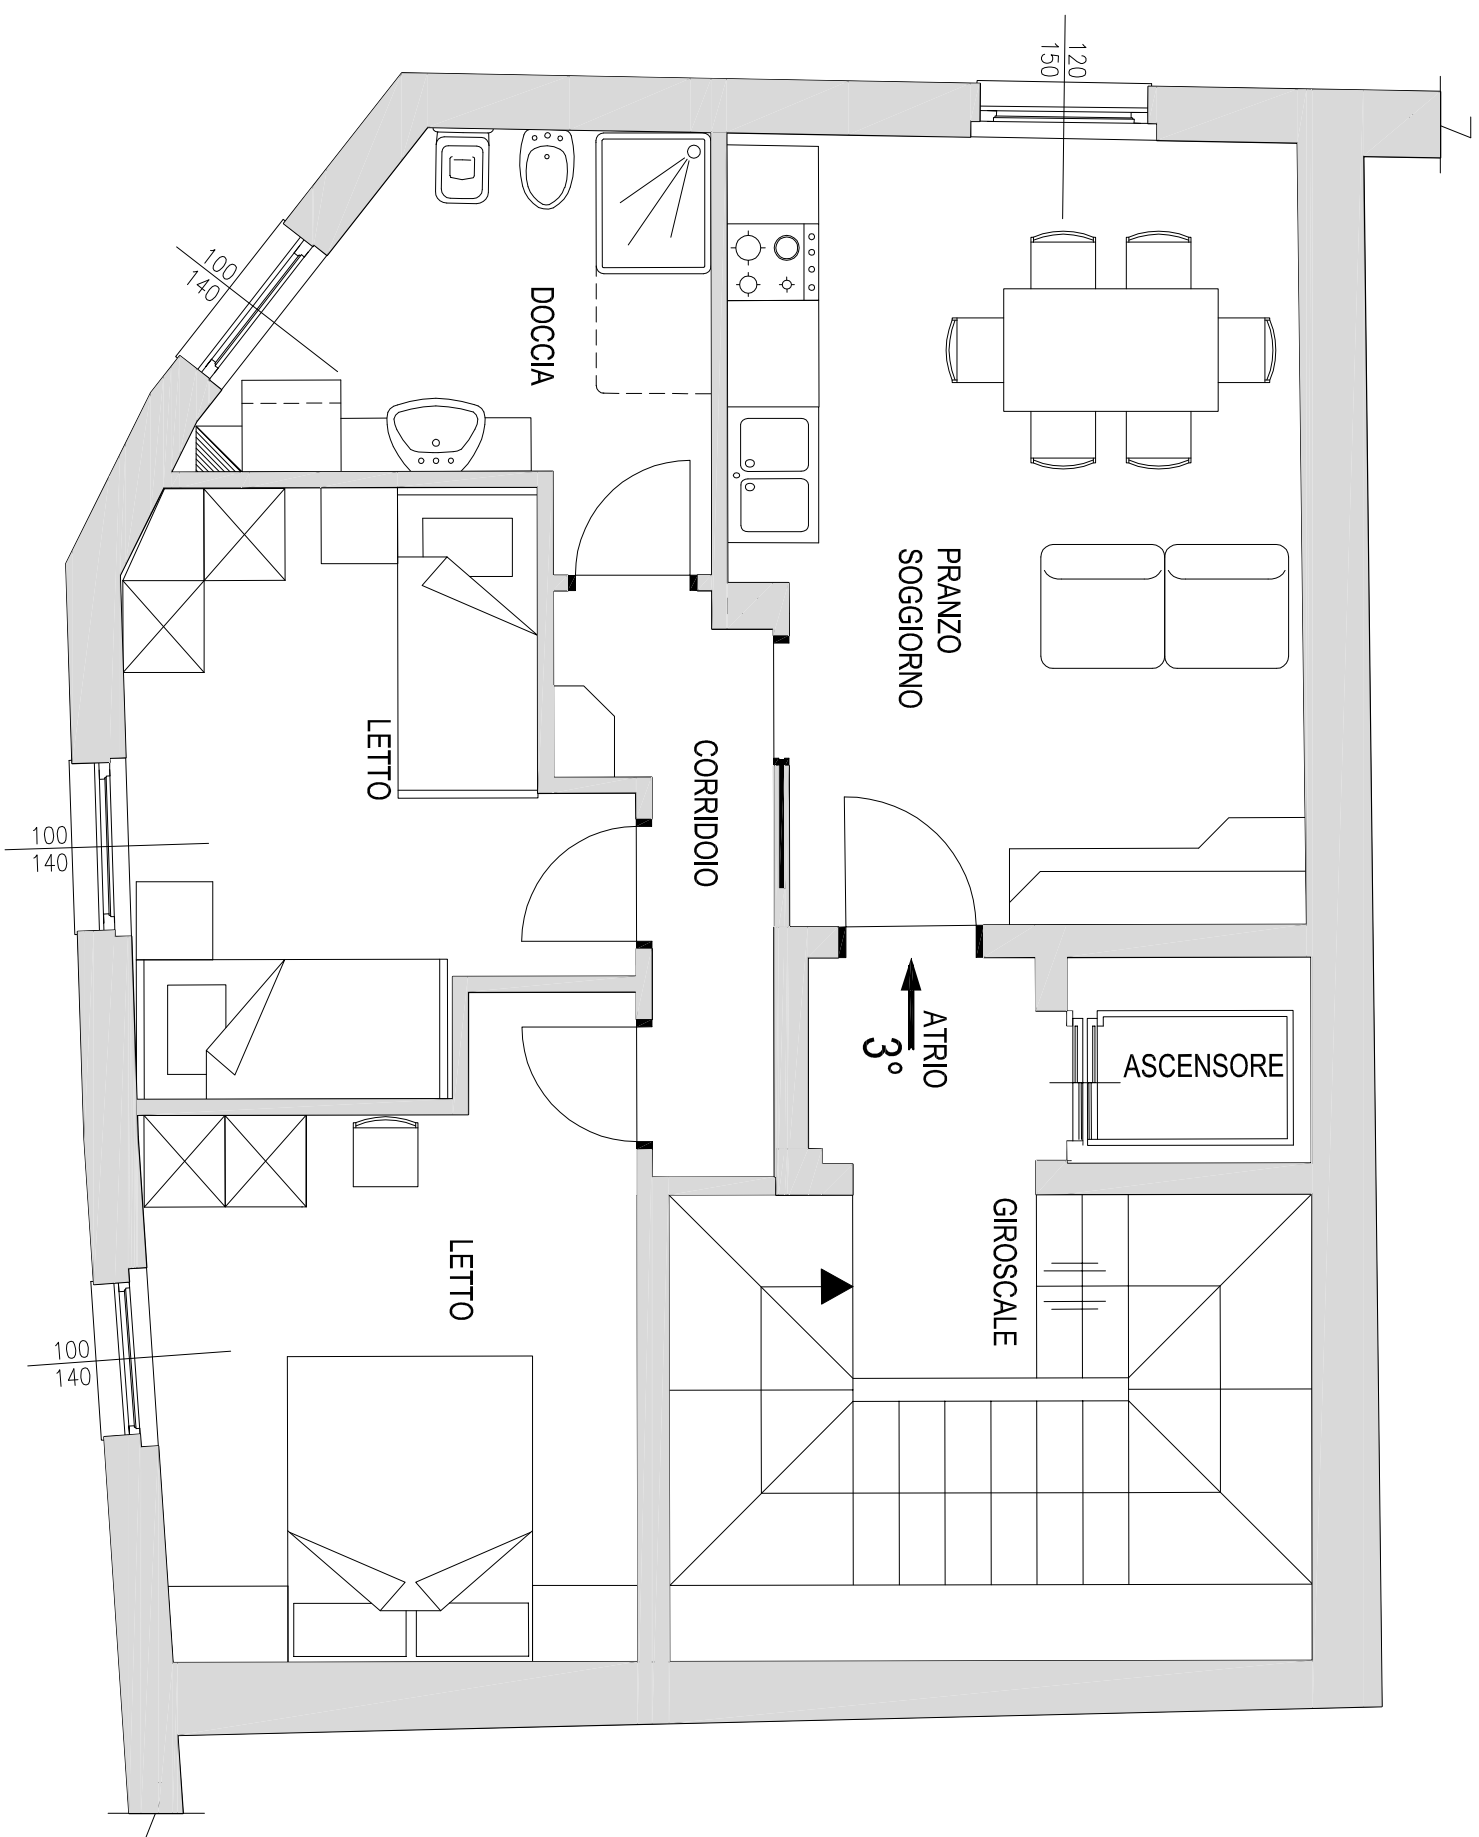 120
150
100
140
DOCCIA
PRANZO
SOGGIORNO
LETTO
CORRIDOIO
100
140
ATRIO
3°
ASCENSORE
GIROSCALE
LETTO
100
140